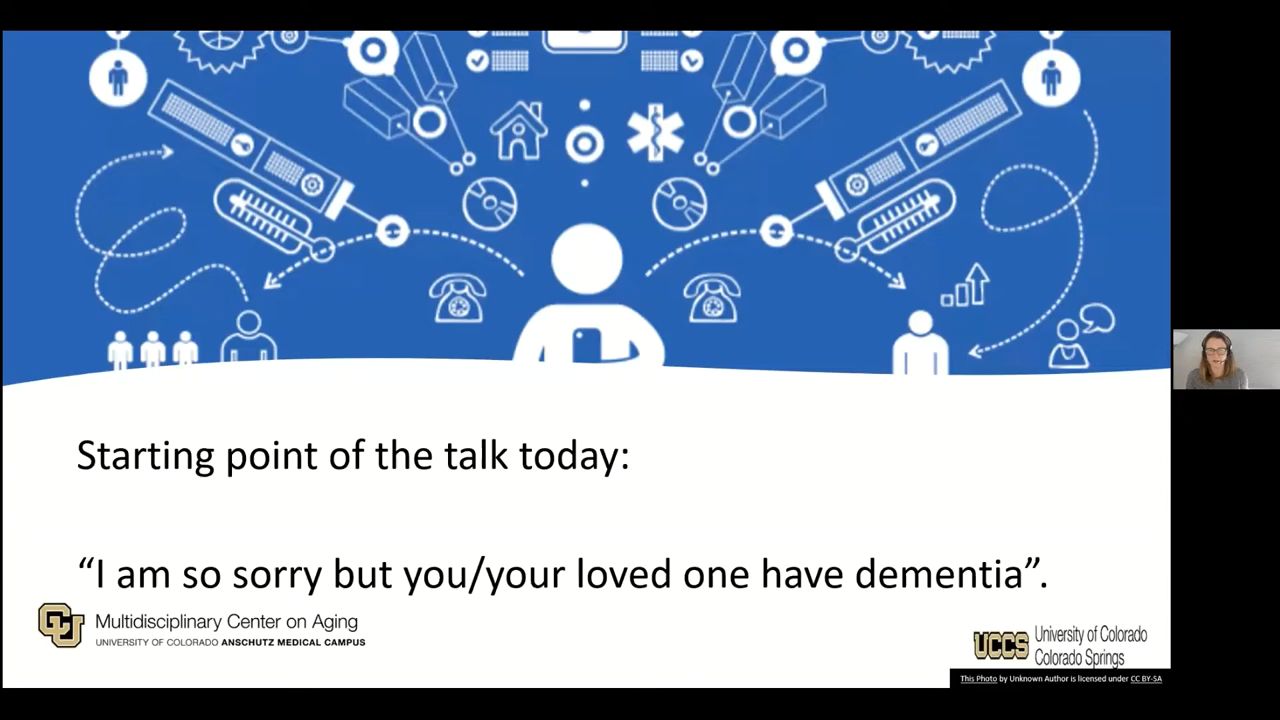 Starting point of the talk today:
“I am so sorry but you/your loved one have dementia”.
CU
Multidisciplinary Center on Aging
UNIVERSITY OF COLORADO ANSCHUTZ MEDICAL CAMPUS
UCCS
University of Colorado
Colorado Springs
This Photo by Unknown Author is licensed under CC BY-SA